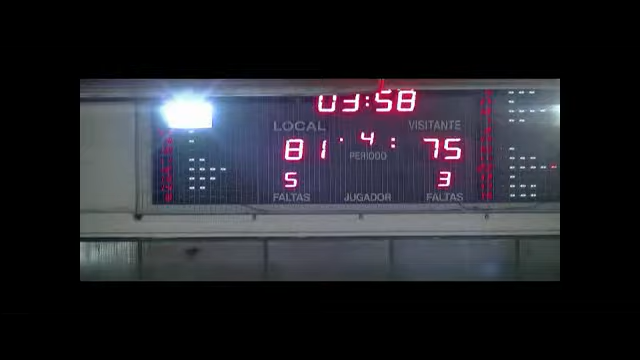 03:58
LOCAL VISITANTE
81 4 75
PERIODO
5 3
FALTAS JUGADOR FALTAS